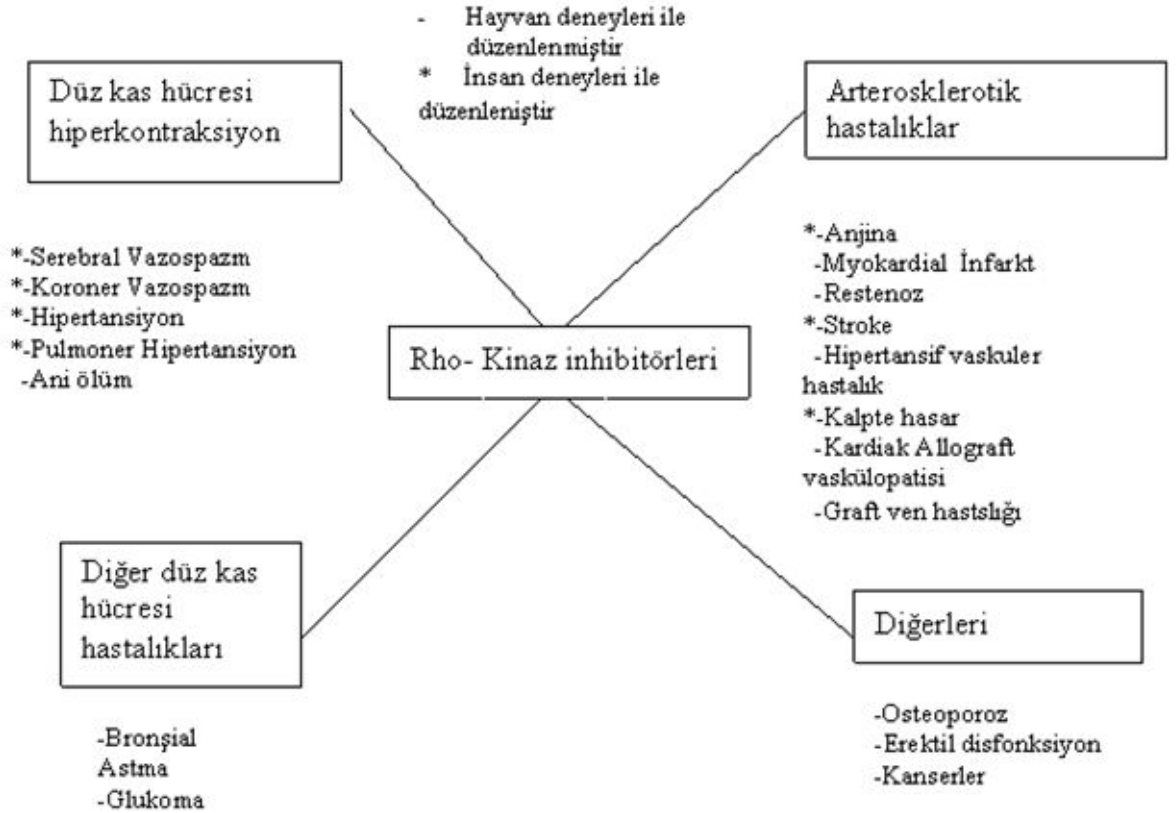 - Hayvan deneyleri ile
düzenlenmiştir
* İnsan deneyleri ile
düzenleniştir
Düz kas hücresi
hiperkontraksiyon
Arterosklerotik
hastalıklar
*-Serebral Vazospazm
*-Koroner Vazospazm
*-Hipertansiyon
*-Pulmoner Hipertansiyon
-Ani ölüm
*-Anjina
-Myokardial İnfarkt
-Restenoz
*-Stroke
-Hipertansif vaskuler
hastalık
*-Kalpte hasar
-Kardiak Allograft
vaskülopatisi
-Graft ven hastslığı
Rho- Kinaz inhibitörleri
Diğer düz kas
hücresi
hastalıkları
Diğerleri
-Bronşial
Astma
-Glukoma
-Osteoporoz
-Erektil disfonksiyon
-Kanserler